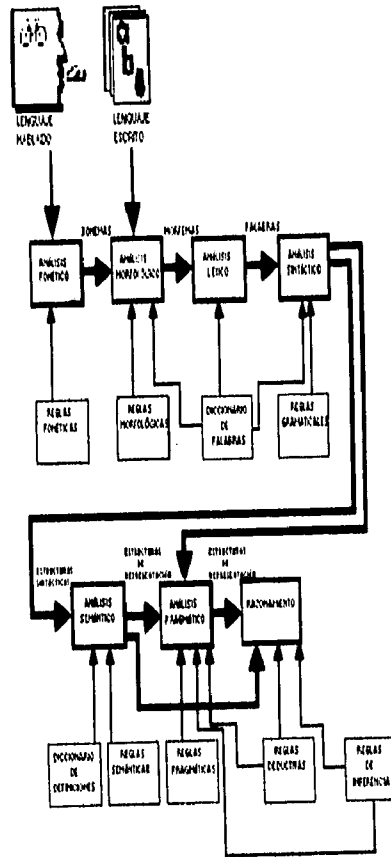 LENGUAJE
HABLADO
LENGUAJE
ESCRITO
FONEMAS
MORFEMAS
PALABRAS
ANÁLISIS
FONÉTICO
ANÁLISIS
MORFOLÓGICO
ANÁLISIS
LÉXICO
ANÁLISIS
SINTÁCTICO
REGLAS
FONÉTICAS
REGLAS
MORFOLÓGICAS
DICCIONARIO
DE
PALABRAS
REGLAS
GRAMATICALES
ESTRUCTURAS
SINTÁCTICAS
ESTRUCTURAS
DE
REPRESENTACIÓN
ESTRUCTURAS
DE
REPRESENTACIÓN
ANÁLISIS
SEMÁNTICO
ANÁLISIS
PRAGMÁTICO
RAZONAMIENTO
DICCIONARIO
DE
DEFINICIONES
REGLAS
SEMÁNTICAS
REGLAS
PRAGMÁTICAS
REGLAS
DEDUCTIVAS
REGLAS
DE
INFERENCIA